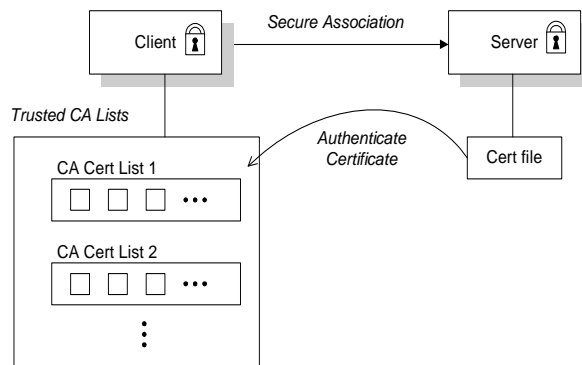 Secure Association
Client
Server
Trusted CA Lists
Authenticate
Certificate
Cert file
CA Cert List 1
CA Cert List 2